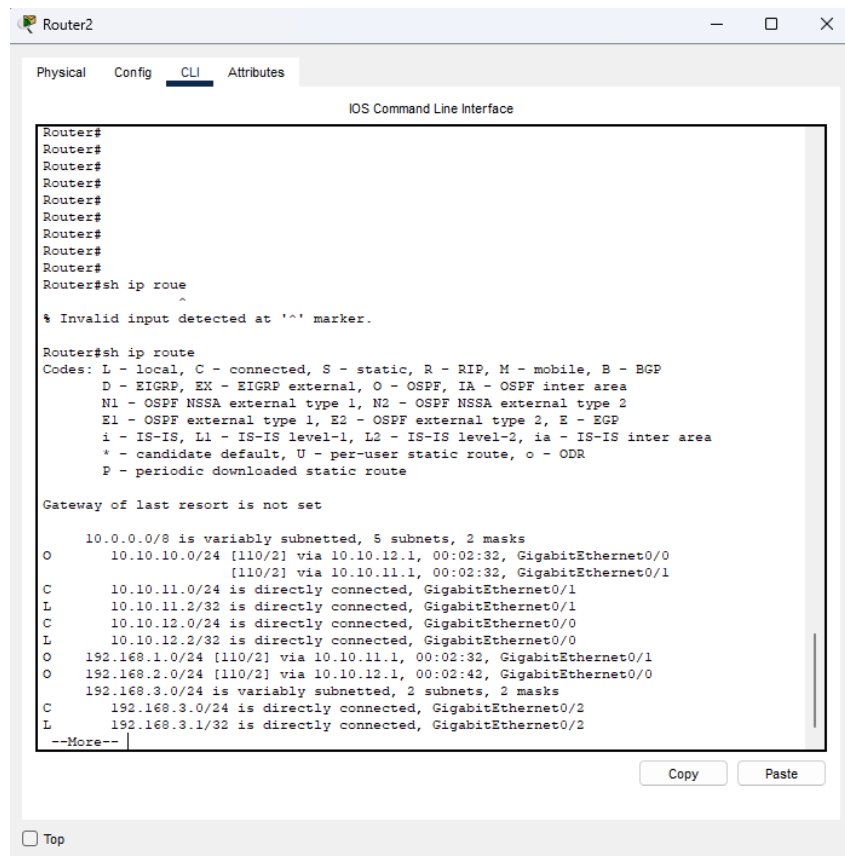 Router2
Physical Config CLI Attributes
IOS Command Line Interface
Router#
Router#
Router#
Router#
Router#
Router#
Router#
Router#
Router#
Router#sh ip roue
^
% Invalid input detected at '^' marker.
Router#sh ip route
Codes: L - local, C - connected, S - static, R - RIP, M - mobile, B - BGP
D - EIGRP, EX - EIGRP external, O - OSPF, IA - OSPF inter area
N1 - OSPF NSSA external type 1, N2 - OSPF NSSA external type 2
E1 - OSPF external type 1, E2 - OSPF external type 2, E - EGP
i - IS-IS, L1 - IS-IS level-1, L2 - IS-IS level-2, ia - IS-IS inter area
* - candidate default, U - per-user static route, o - ODR
P - periodic downloaded static route
Gateway of last resort is not set
10.0.0.0/8 is variably subnetted, 5 subnets, 2 masks
O 10.10.10.0/24 [110/2] via 10.10.12.1, 00:02:32, GigabitEthernet0/0
[110/2] via 10.10.11.1, 00:02:32, GigabitEthernet0/1
C 10.10.11.0/24 is directly connected, GigabitEthernet0/1
L 10.10.11.2/32 is directly connected, GigabitEthernet0/1
C 10.10.12.0/24 is directly connected, GigabitEthernet0/0
L 10.10.12.2/32 is directly connected, GigabitEthernet0/0
O 192.168.1.0/24 [110/2] via 10.10.11.1, 00:02:32, GigabitEthernet0/1
O 192.168.2.0/24 [110/2] via 10.10.12.1, 00:02:42, GigabitEthernet0/0
192.168.3.0/24 is variably subnetted, 2 subnets, 2 masks
C 192.168.3.0/24 is directly connected, GigabitEthernet0/2
L 192.168.3.1/32 is directly connected, GigabitEthernet0/2
--More--
Copy Paste
Top